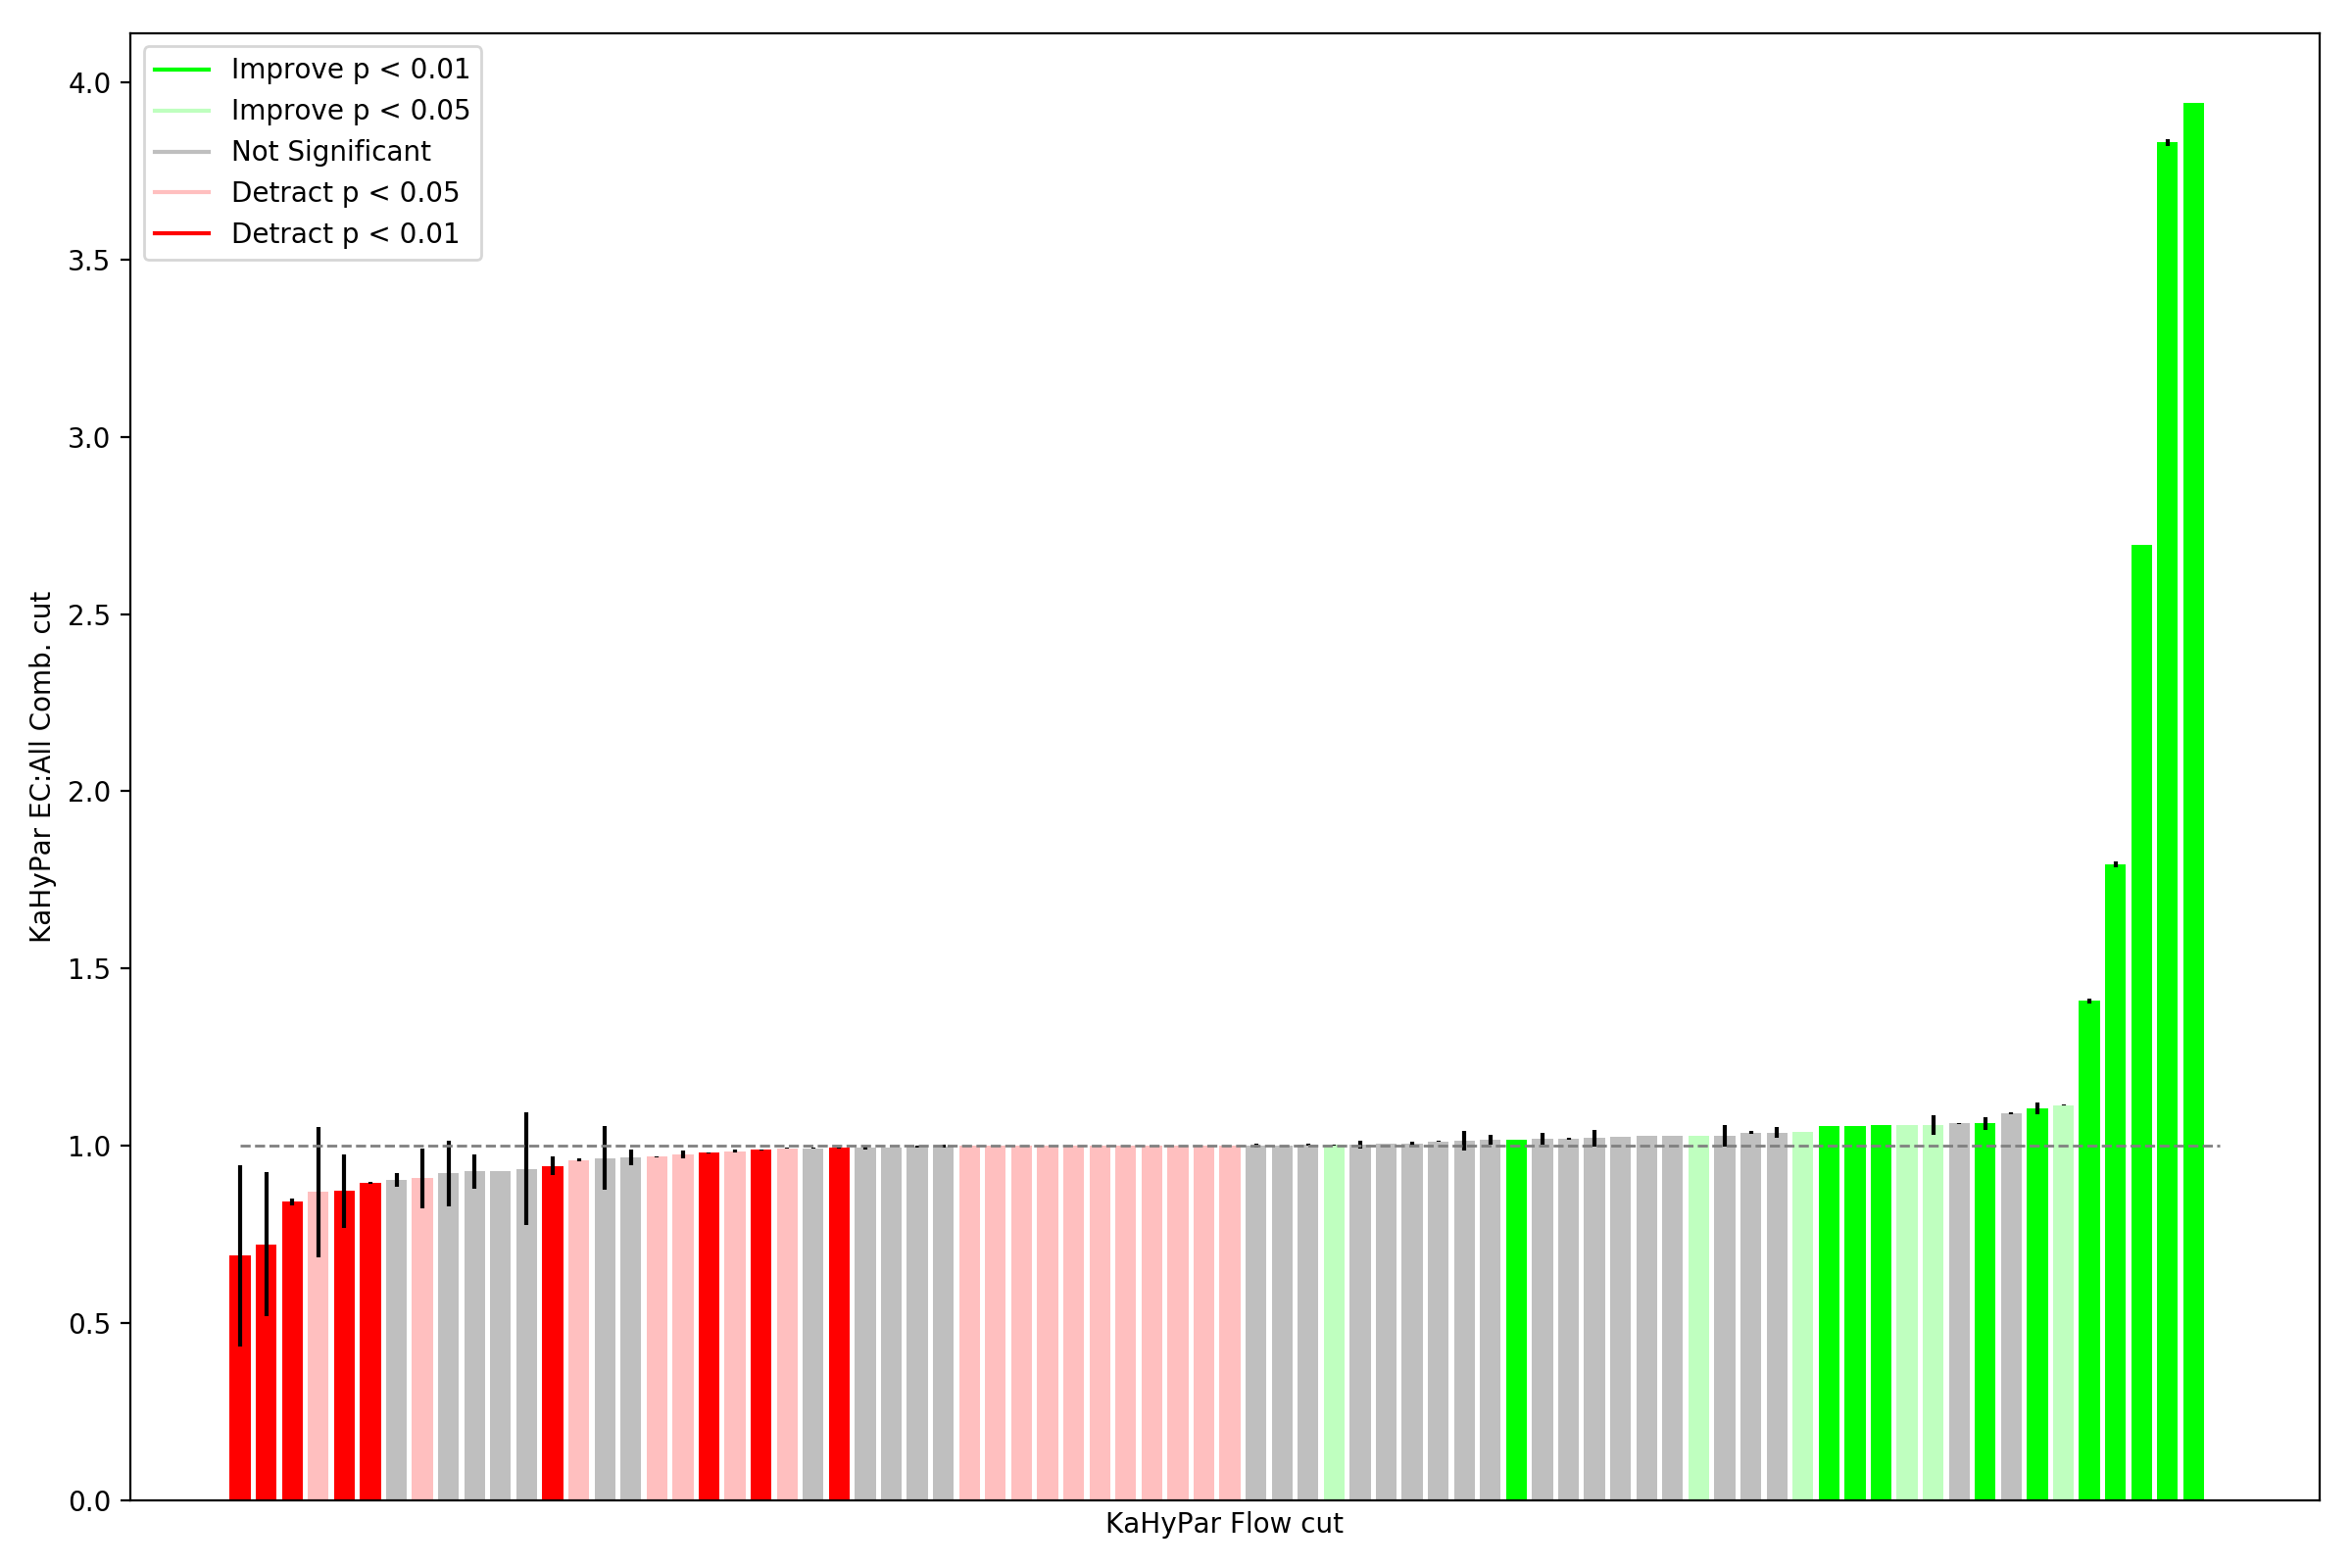 Improve p < 0.01
Improve p < 0.05
Not Significant
Detract p < 0.05
Detract p < 0.01
4.0
3.5
3.0
2.5
2.0
1.5
1.0
0.5
0.0
KaHyPar EC:All Comb. cut
KaHyPar Flow cut